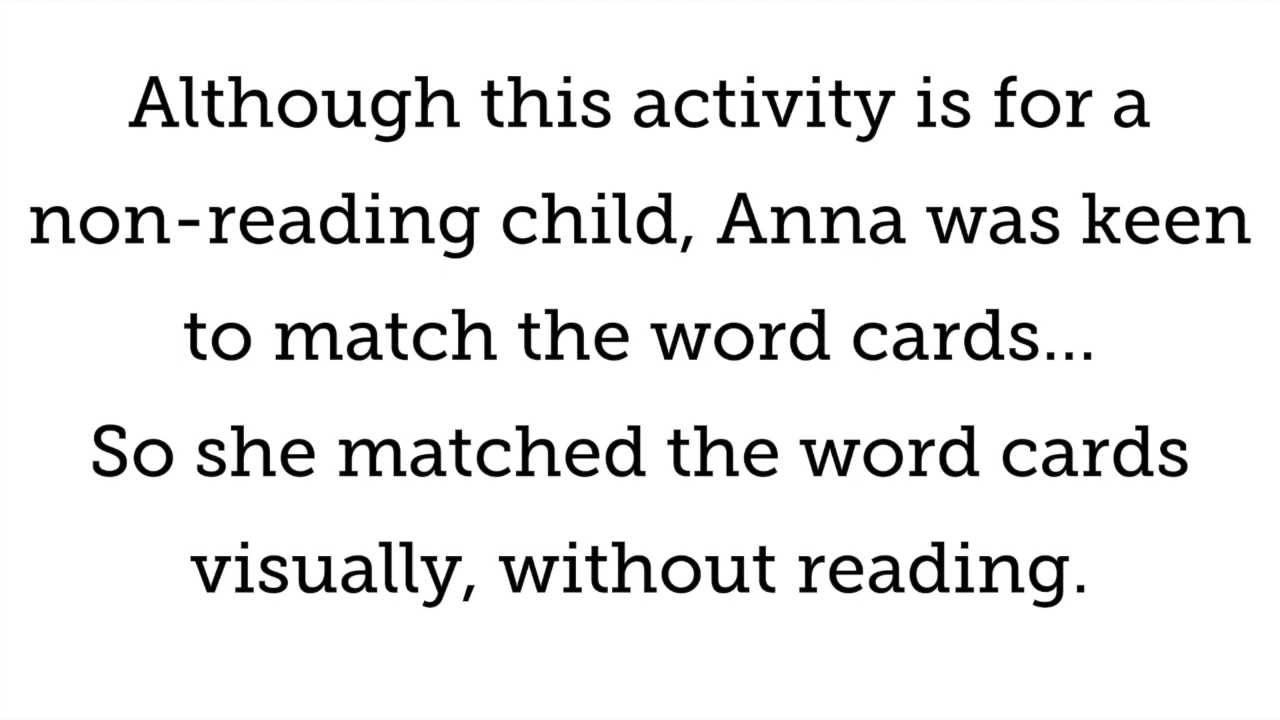 Although this activity is for a
non-reading child, Anna was keen
to match the word cards...
So she matched the word cards
visually, without reading.